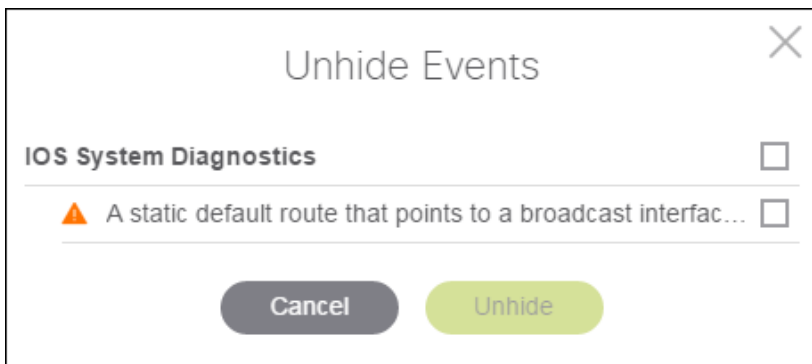 Unhide Events
IOS System Diagnostics
A static default route that points to a broadcast interfac...
Cancel
Unhide